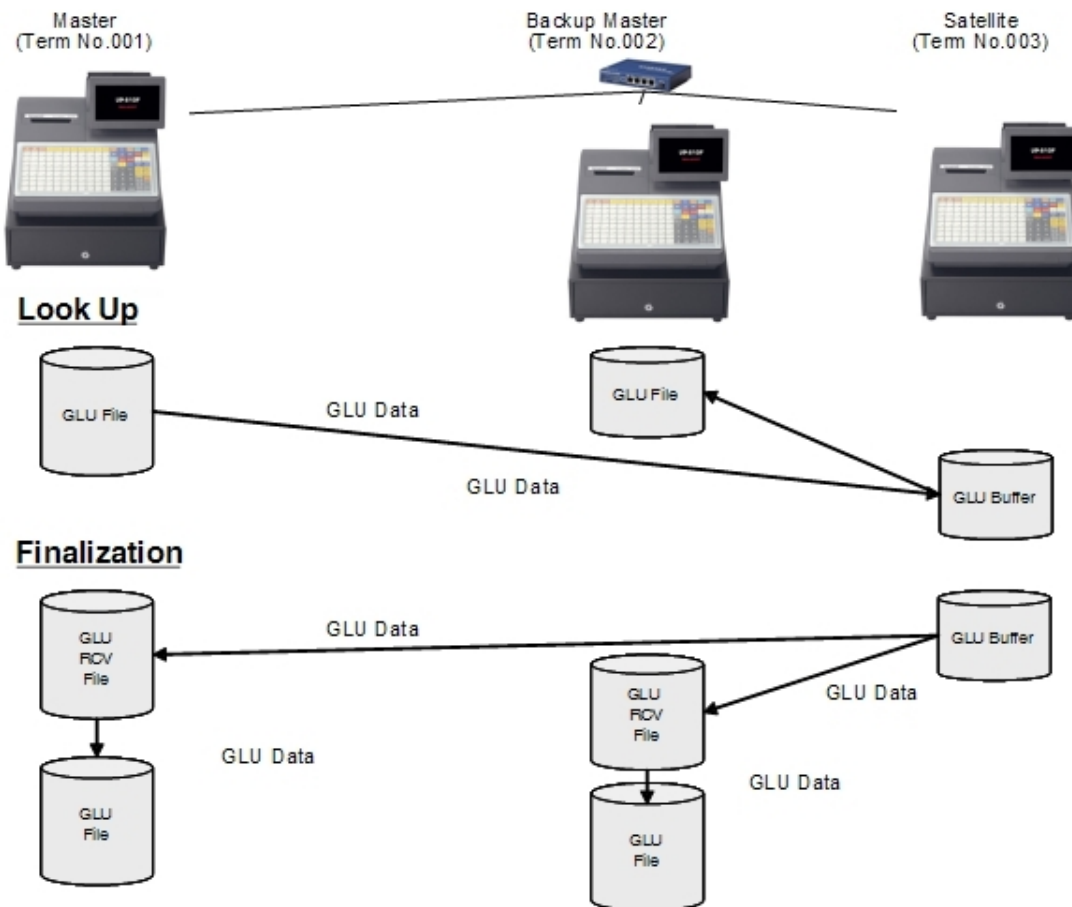 Master
(Term No.001)
Backup Master
(Term No.002)
Satellite
(Term No.003)
Look Up
GLU File
GLU Data
GLU File
GLU Data
GLU Buffer
Finalization
GLU
RCV
File
GLU Data
GLU Buffer
GLU
RCV
File
GLU Data
GLU Data
GLU Data
GLU
File
GLU
File